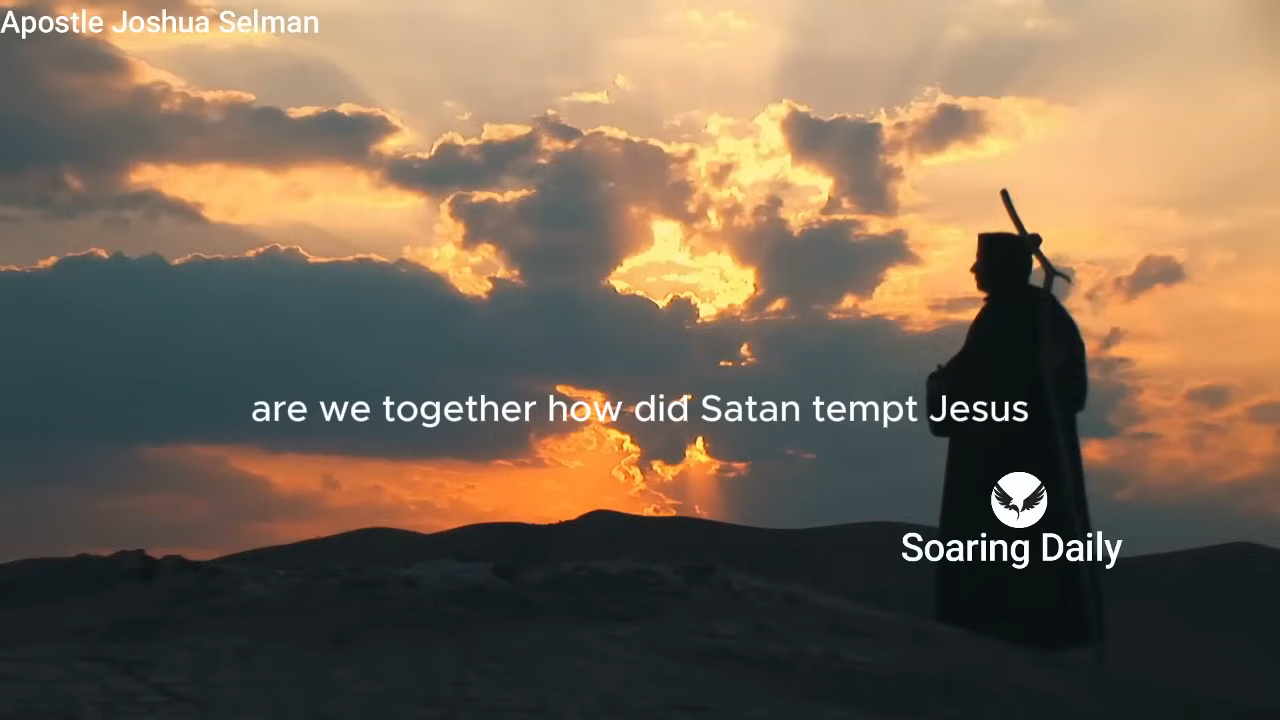 Apostle Joshua Selman
are we together how did Satan tempt Jesus
Soaring Daily